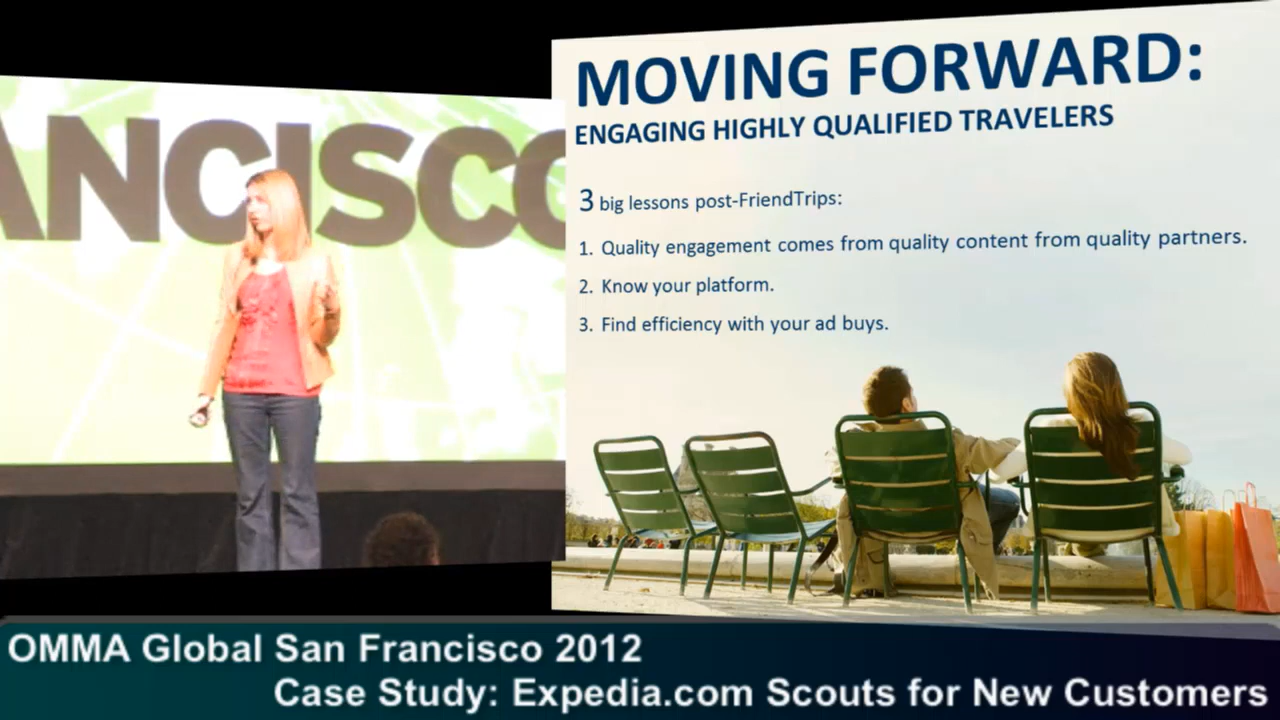 ANCISCO
MOVING FORWARD:
ENGAGING HIGHLY QUALIFIED TRAVELERS
3 big lessons post-FriendTrips:
1. Quality engagement comes from quality content from quality partners.
2. Know your platform.
3. Find efficiency with your ad buys.
OMMA Global San Francisco 2012
Case Study: Expedia.com Scouts for New Customers